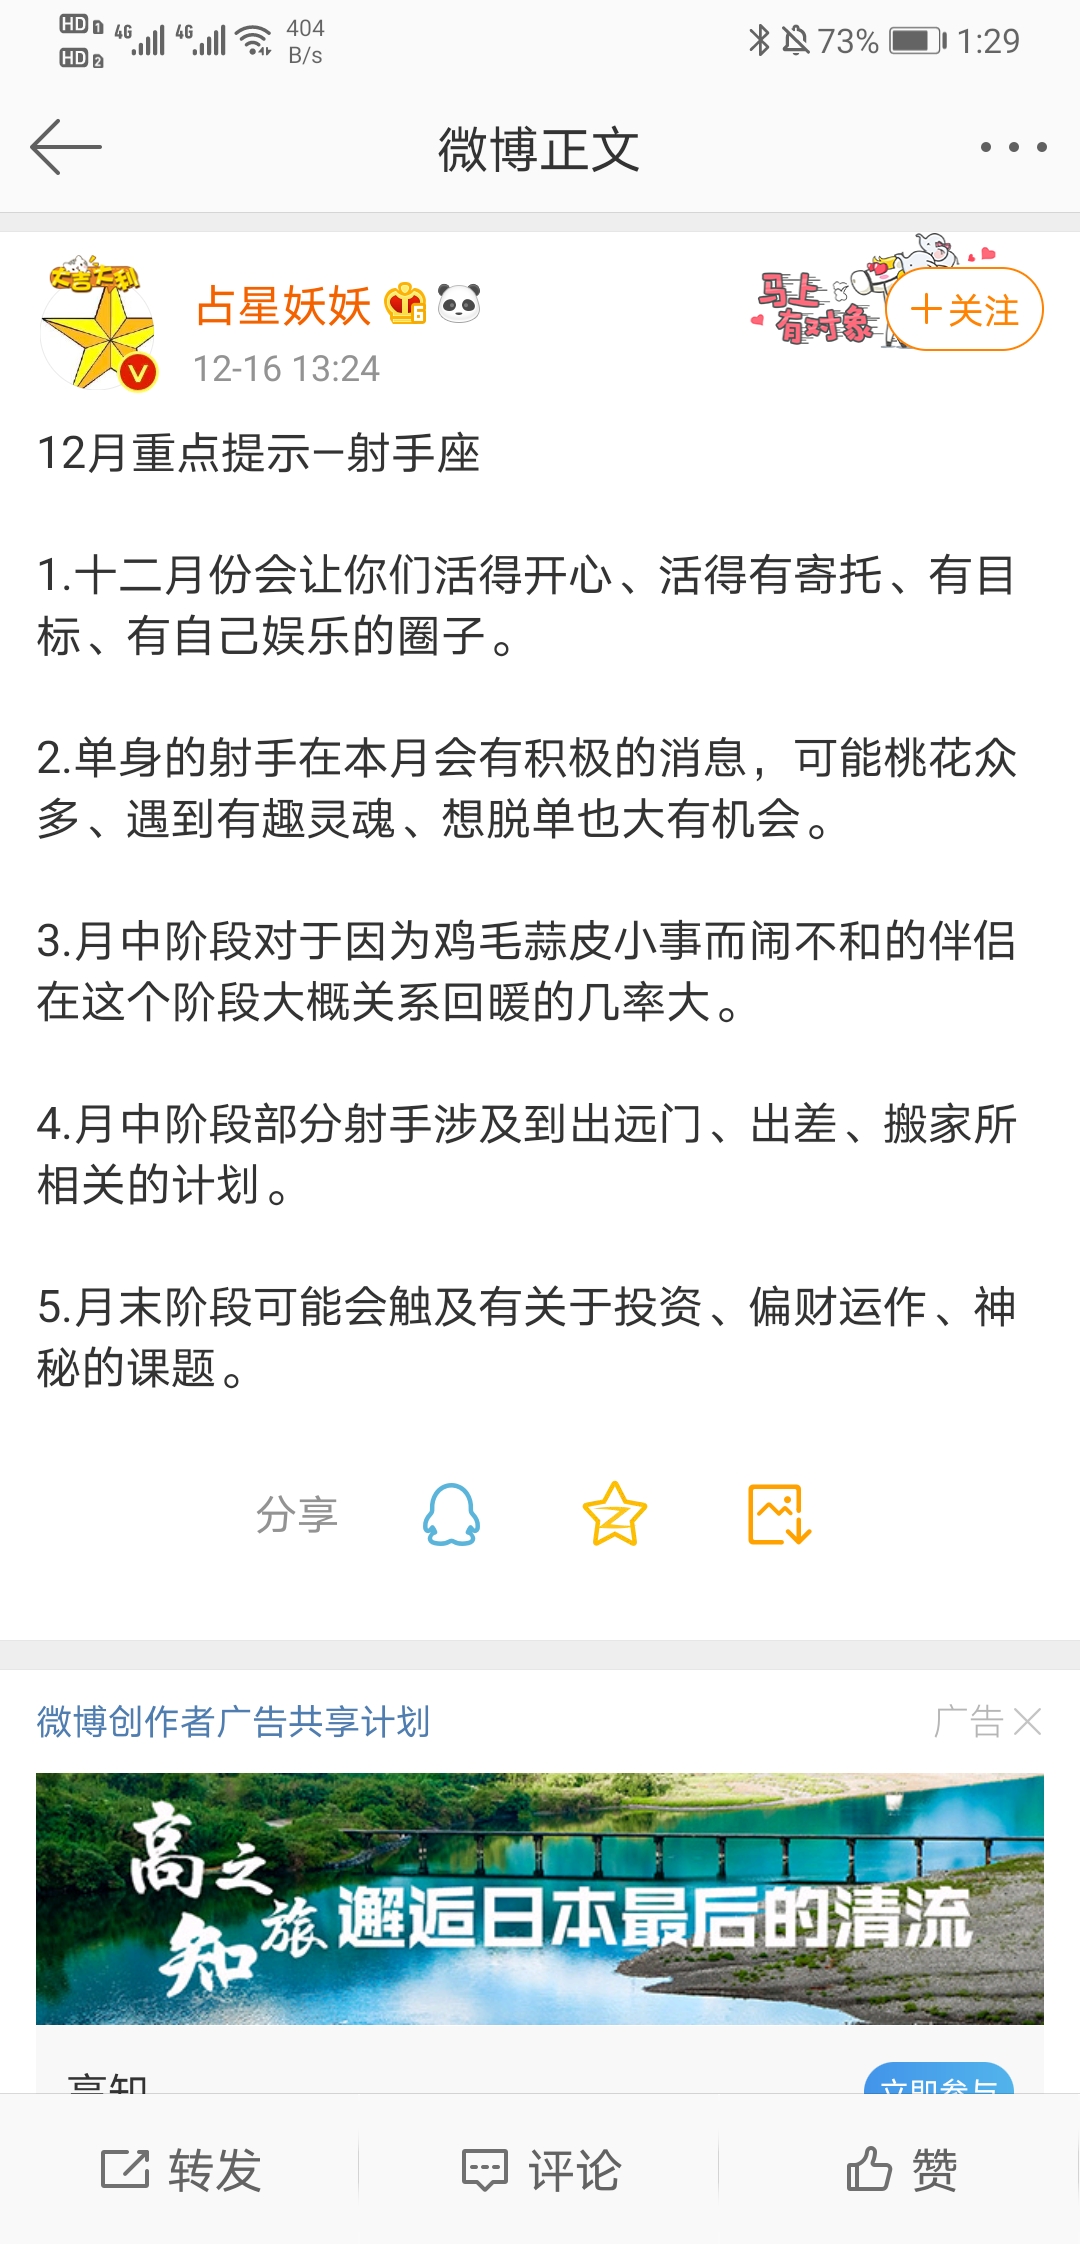 HD 1 4G 4G 404
HD 2 B/s
73% 1:29
微博正文
大吉大利
占星妖妖
马上
有对象
+关注
12-16 13:24
12月重点提示—射手座
1.十二月份会让你们活得开心、活得有寄托、有目
标、有自己娱乐的圈子。
2.单身的射手在本月会有积极的消息，可能桃花众
多、遇到有趣灵魂、想脱单也大有机会。
3.月中阶段对于因为鸡毛蒜皮小事而闹不和的伴侣
在这个阶段大概关系回暖的几率大。
4.月中阶段部分射手涉及到出远门、出差、搬家所
相关的计划。
5.月末阶段可能会触及有关于投资、偏财运作、神
秘的课题。
分享
微博创作者广告共享计划
广告
高知之旅
邂逅日本最后的清流
高知
立即参与
转发
评论
赞